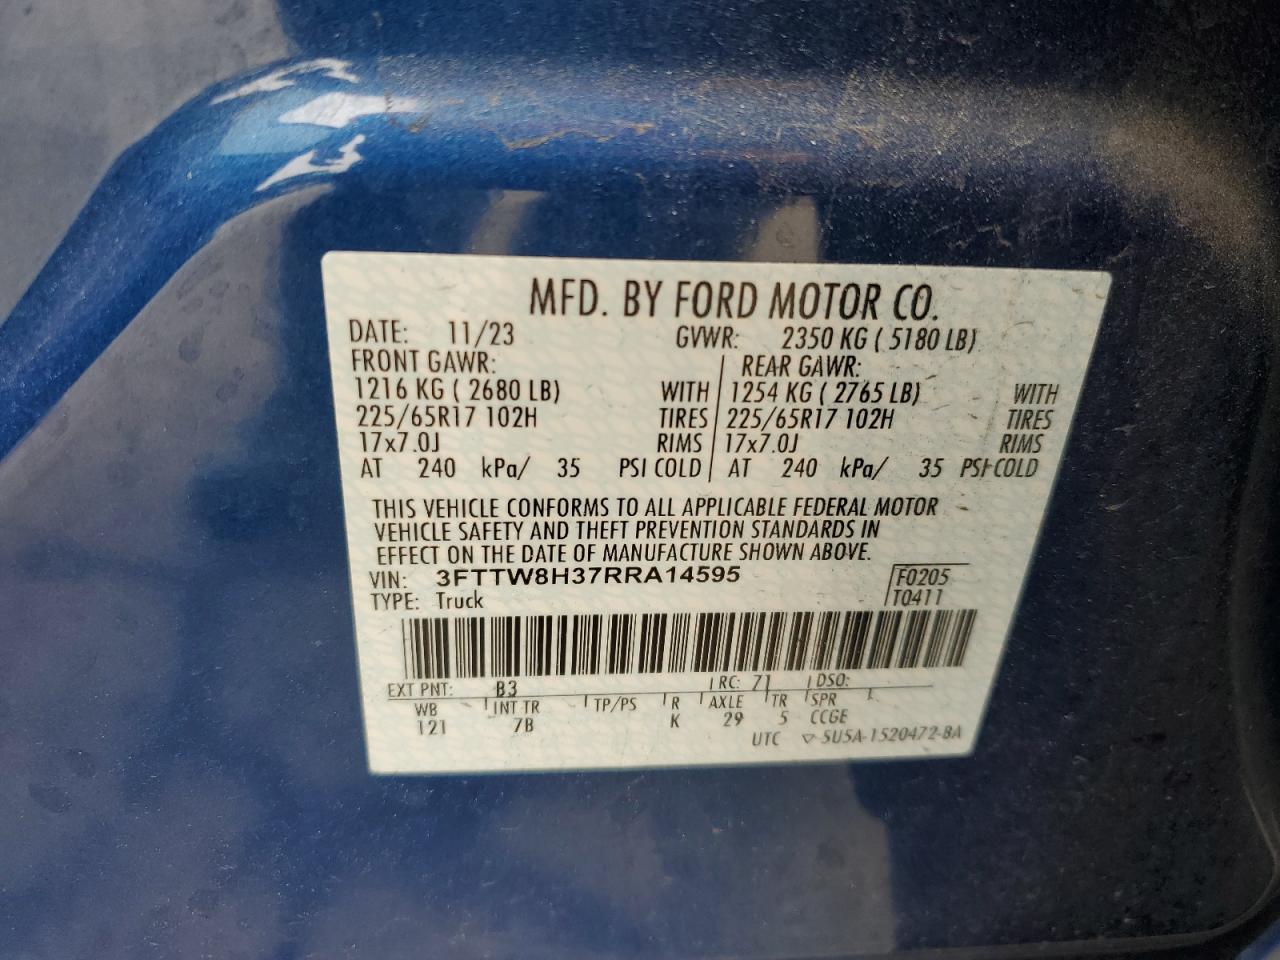 MFD. BY FORD MOTOR CO.
DATE: 11/23 GVWR: 2350 KG ( 5180 LB)
FRONT GAWR: REAR GAWR:
1216 KG ( 2680 LB) WITH 1254 KG ( 2765 LB) WITH
225/65R17 102H TIRES 225/65R17 102H TIRES
17x7.0J RIMS 17x7.0J RIMS
AT 240 kPa/ 35 PSI COLD AT 240 kPa/ 35 PSI COLD
THIS VEHICLE CONFORMS TO ALL APPLICABLE FEDERAL MOTOR
VEHICLE SAFETY AND THEFT PREVENTION STANDARDS IN
EFFECT ON THE DATE OF MANUFACTURE SHOWN ABOVE.
VIN: 3FTTW8H37RRA14595 F0205
TYPE: Truck T0411
EXT PNT: B3 RC: 71 DSO:
WB INT TR TP/PS R AXLE TR SPR
121 7B K 29 5 CCGE
UTC ▽ 5U5A-1520472-BA